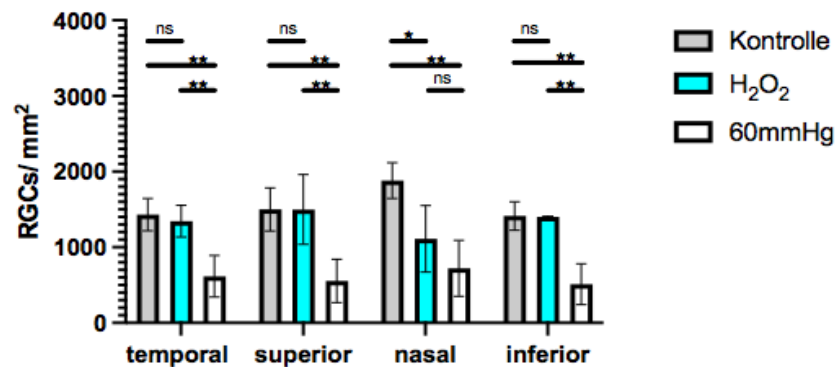 ns ns ★ ns
★★ ★★ ★★ ★★
★★ ★★ ns ★★
RGCs/ mm²
4000
3000
2000
1000
0
temporal superior nasal inferior
Kontrolle
H₂O₂
60mmHg